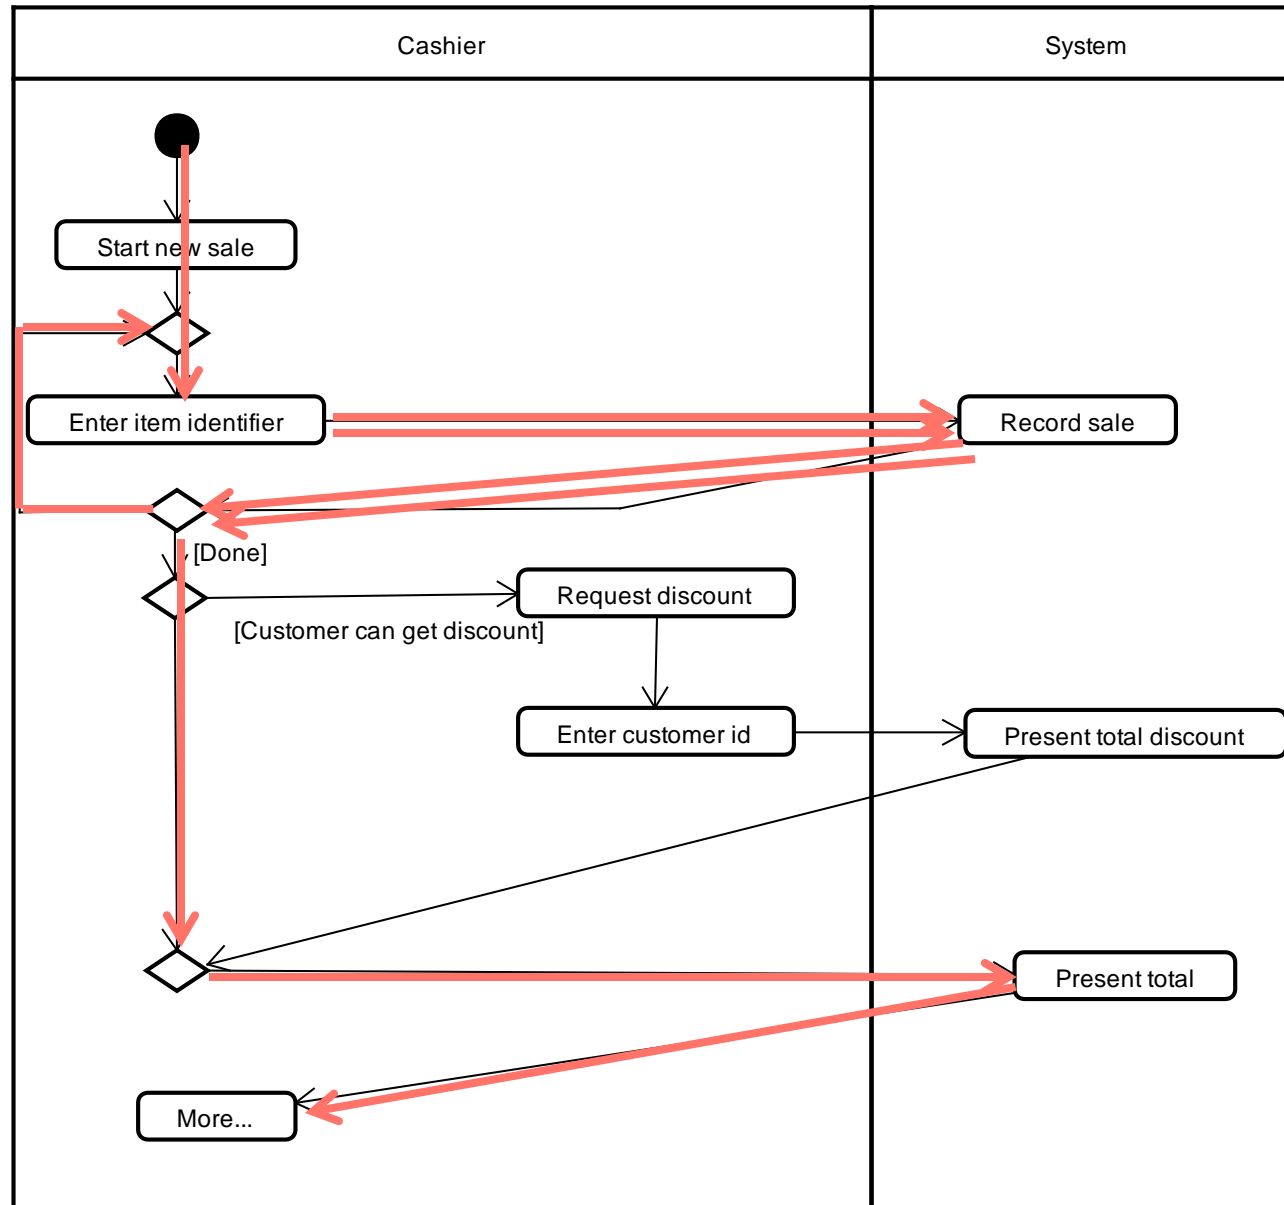 Cashier
System
Start new sale
Enter item identifier
Record sale
[Done]
Request discount
[Customer can get discount]
Enter customer id
Present total discount
Present total
More...